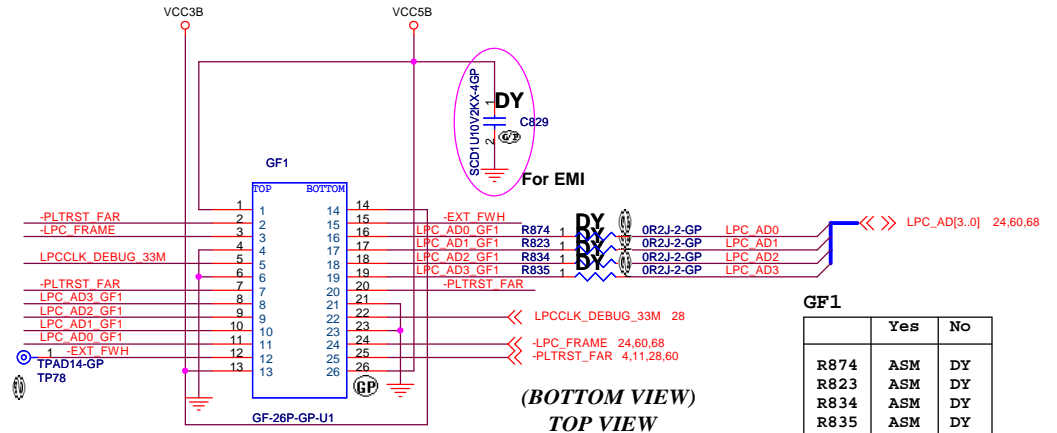 VCC3B VCC5B
SCD1U10V2KX-4GP
1 DY
C829
2 G/P
For EMI
GF1
TOP BOTTOM
1 1 14 14
-PLTRST_FAR 2 2 15 15 -EXT_FWH
-LPC_FRAME 3 3 16 16 LPC_AD0_GF1 R874 1 DY 0R2J-2-GP LPC_AD0
4 4 17 17 LPC_AD1_GF1 R823 1 DY 0R2J-2-GP LPC_AD1
LPCCLK_DEBUG_33M 5 5 18 18 LPC_AD2_GF1 R834 1 DY 0R2J-2-GP LPC_AD2
6 6 19 19 LPC_AD3_GF1 R835 1 0R2J-2-GP LPC_AD3
LPC_AD[3..0] 24,60,68
-PLTRST_FAR 7 7 20 20 -PLTRST_FAR
LPC_AD3_GF1 8 8 21 21
LPC_AD2_GF1 9 9 22 22 LPCCLK_DEBUG_33M 28
LPC_AD1_GF1 10 10 23 23
LPC_AD0_GF1 11 11 24 24 -LPC_FRAME 24,60,68
1 -EXT_FWH 12 12 25 25 -PLTRST_FAR 4,11,28,60
TPAD14-GP 13 13 26 26
TP78
GP
GF-26P-GP-U1
(BOTTOM VIEW)
TOP VIEW
GF1
Yes No
R874 ASM DY
R823 ASM DY
R834 ASM DY
R835 ASM DY